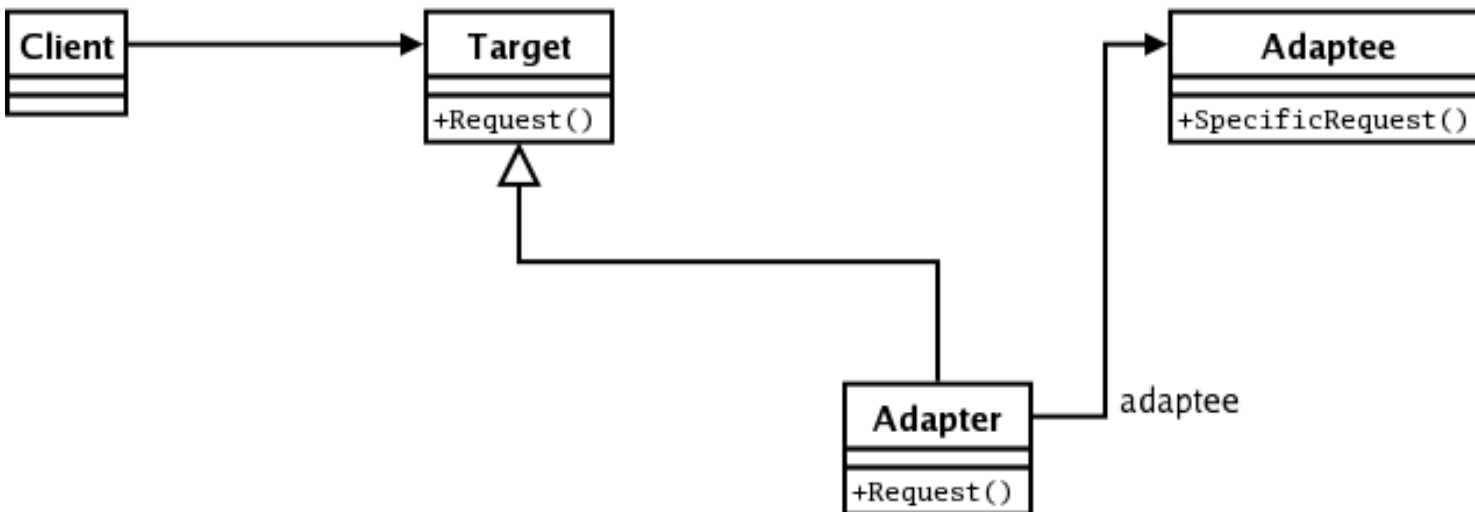 Client
Target
+Request()
Adaptee
+SpecificRequest()
adaptee
Adapter
+Request()